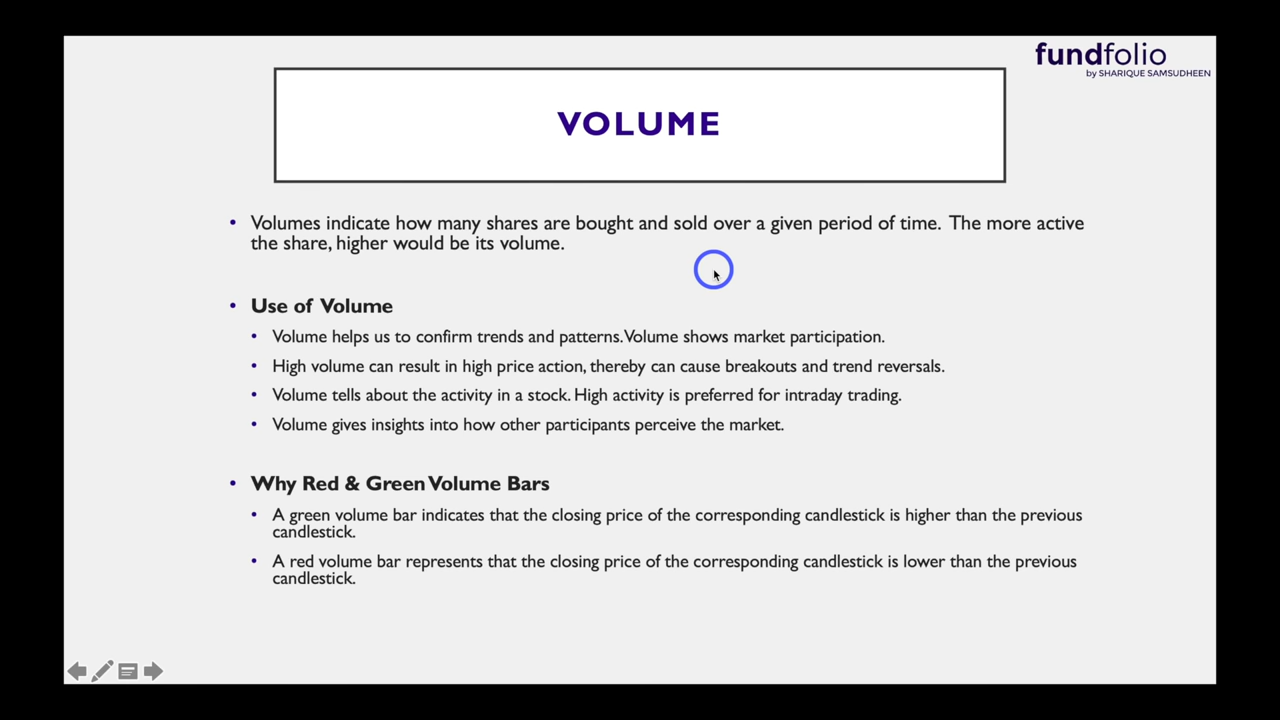 fundfolio
by SHARIQUE SAMSUDHEEN
VOLUME
• Volumes indicate how many shares are bought and sold over a given period of time. The more active
the share, higher would be its volume.
• Use of Volume
• Volume helps us to confirm trends and patterns. Volume shows market participation.
• High volume can result in high price action, thereby can cause breakouts and trend reversals.
• Volume tells about the activity in a stock. High activity is preferred for intraday trading.
• Volume gives insights into how other participants perceive the market.
• Why Red & Green Volume Bars
• A green volume bar indicates that the closing price of the corresponding candlestick is higher than the previous
candlestick.
• A red volume bar represents that the closing price of the corresponding candlestick is lower than the previous
candlestick.